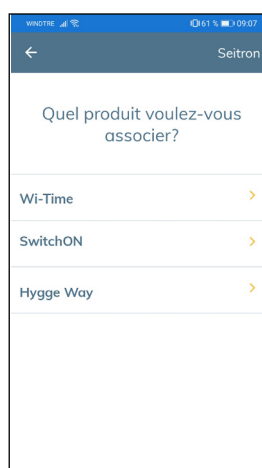 WINDTRE 61 % 09:07
Seitron
Quel produit voulez-vous
associer?
Wi-Time
SwitchON
Hygge Way